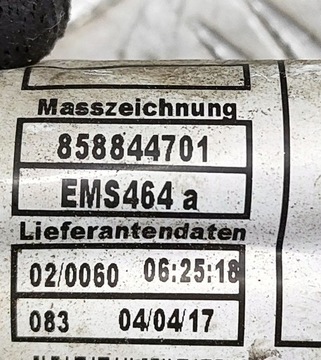 Masszeichnung
858844701
EMS464 a
Lieferantendaten
02/0060 06:25:18
083 04/04/17